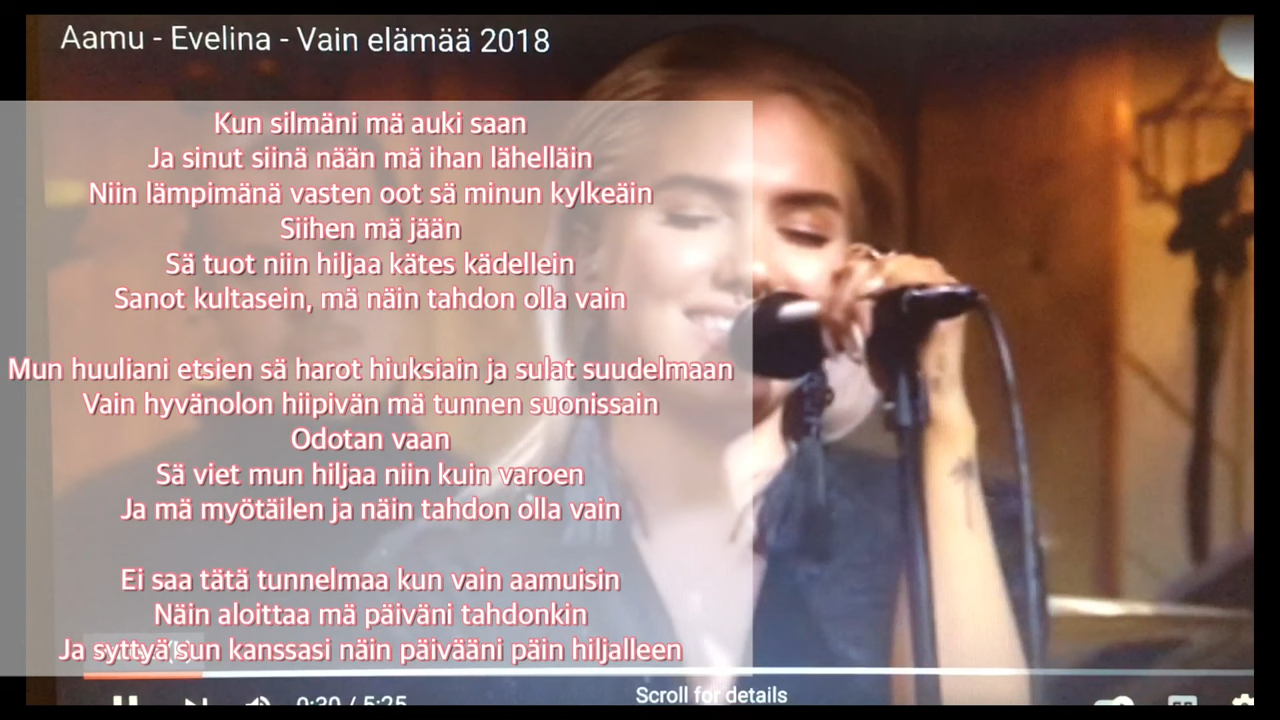 Aamu - Evelina - Vain elämää 2018
Kun silmäni mä auki saan
Ja sinut siinä nään mä ihan lähelläin
Niin lämpimänä vasten oot sä minun kylkeäin
Siihen mä jään
Sä tuot niin hiljaa kätes kädellein
Sanot kultasein, mä näin tahdon olla vain
Mun huuliani etsien sä harot hiuksiain ja sulat suudelmaan
Vain hyvänolon hiipivän mä tunnen suonissain
Odotan vaan
Sä viet mun hiljaa niin kuin varoen
Ja mä myötäilen ja näin tahdon olla vain
Ei saa tätä tunnelmaa kun vain aamuisin
Näin aloittaa mä päiväni tahdonkin
Ja syttyä sun kanssasi näin päivääni päin hiljalleen
0:30 / 5:25
Scroll for details